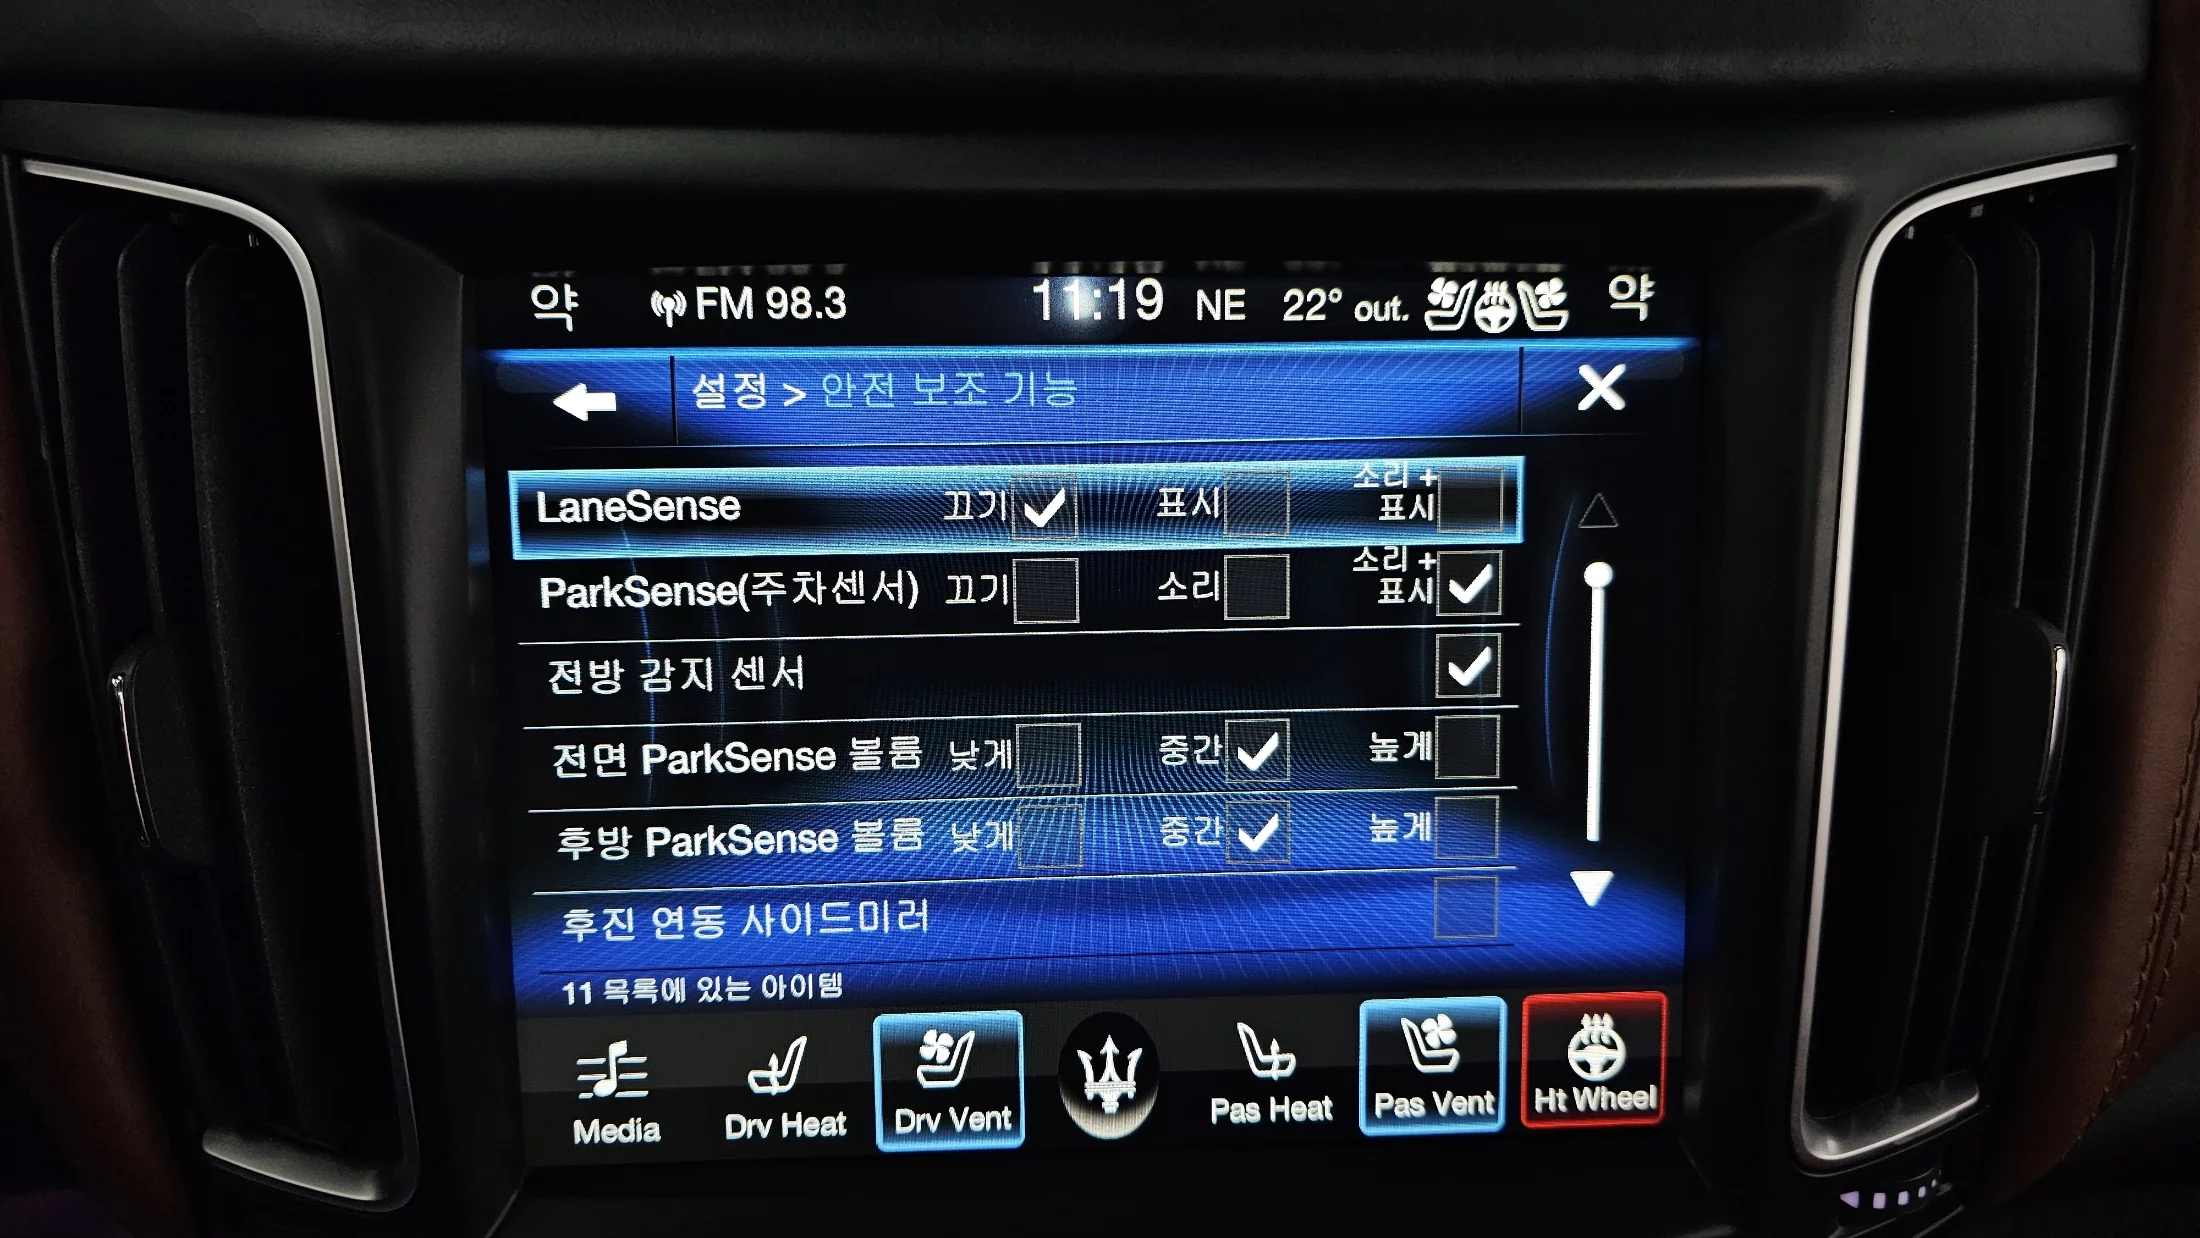 약 FM 98.3 11:19 NE 22° out. 약
설정 > 안전 보조 기능
LaneSense 끄기 표시 소리 + 표시
ParkSense(주차센서) 끄기 소리 소리 + 표시
전방 감지 센서
전면 ParkSense 볼륨 낮게 중간 높게
후방 ParkSense 볼륨 낮게 중간 높게
후진 연동 사이드미러
11 목록에 있는 아이템
Media Drv Heat Drv Vent Pas Heat Pas Vent Ht Wheel